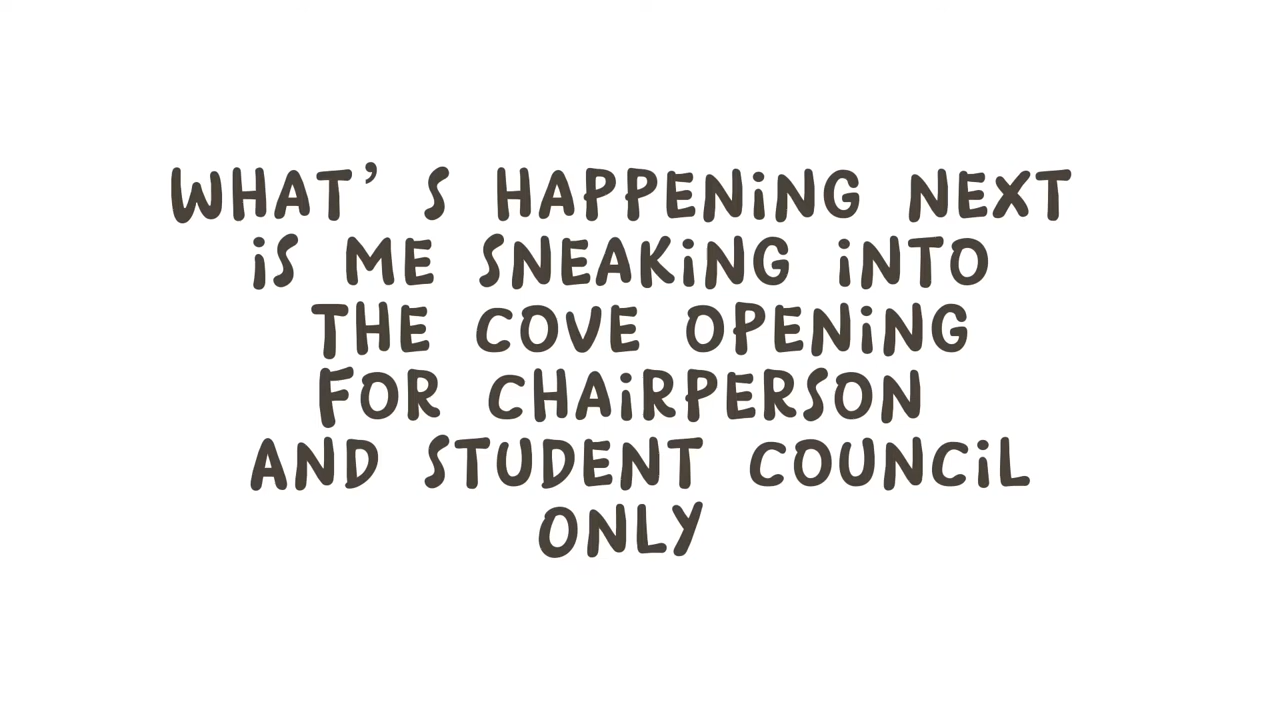 WHAT'S HAPPENING NEXT
iS ME SNEAKiNG iNTO
THE COVE OPENiNG
FOR CHAiRPERSON
AND STUDENT COUNCiL
ONLY